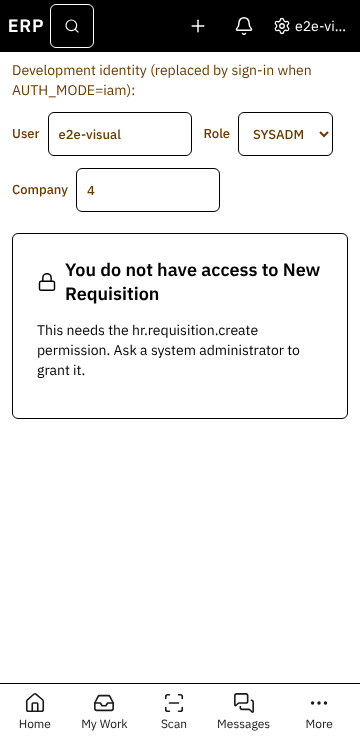 ERP
e2e-vi...
Development identity (replaced by sign-in when
AUTH_MODE=iam):
User e2e-visual Role SYSADM
Company 4
You do not have access to New
Requisition
This needs the hr.requisition.create
permission. Ask a system administrator to
grant it.
Home My Work Scan Messages More